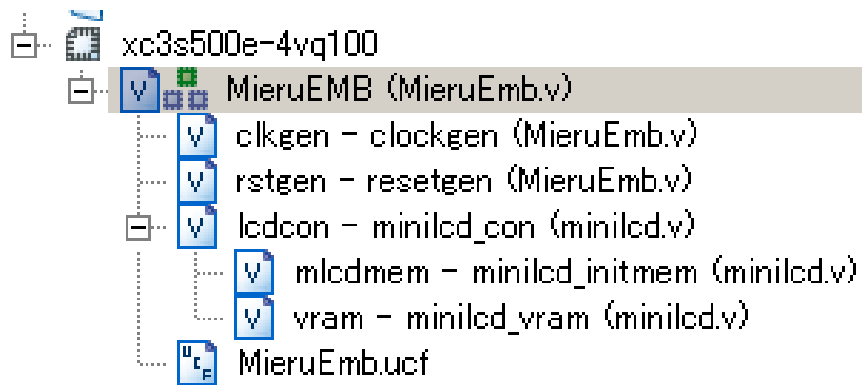 xc3s500e-4vq100
MieruEMB (MieruEmb.v)
clkgen - clockgen (MieruEmb.v)
rstgen - resetgen (MieruEmb.v)
lcdcon - minilcd_con (minilcd.v)
mlcdmem - minilcd_initmem (minilcd.v)
vram - minilcd_vram (minilcd.v)
MieruEmb.ucf